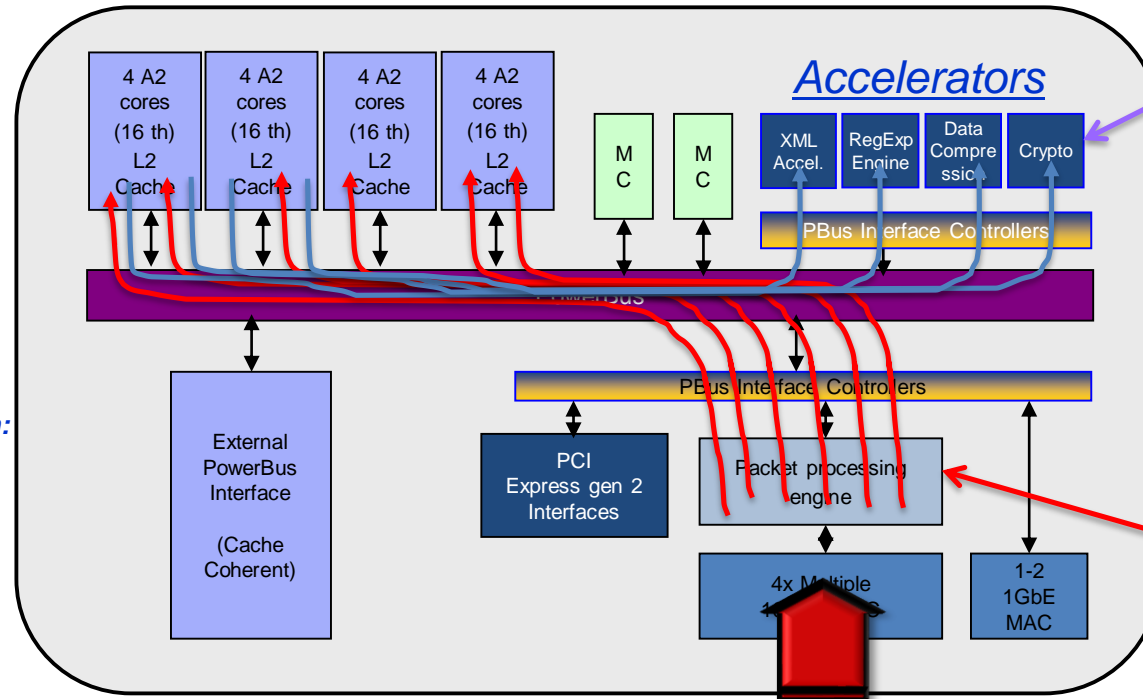 4 A2
cores
(16 th)
L2
Cache
4 A2
cores
(16 th)
L2
Cache
4 A2
cores
(16 th)
L2
Cache
4 A2
cores
(16 th)
L2
Cache
M
C
M
C
Accelerators
XML
Accel.
RegExp
Engine
Data
Compre
ssion
Crypto
PBus Interface Controllers
PowerBus
External
PowerBus
Interface
(Cache
Coherent)
PBus Interface Controllers
PCI
Express gen 2
Interfaces
Packet processing
engine
4x Multiple
1-2
1GbE
MAC